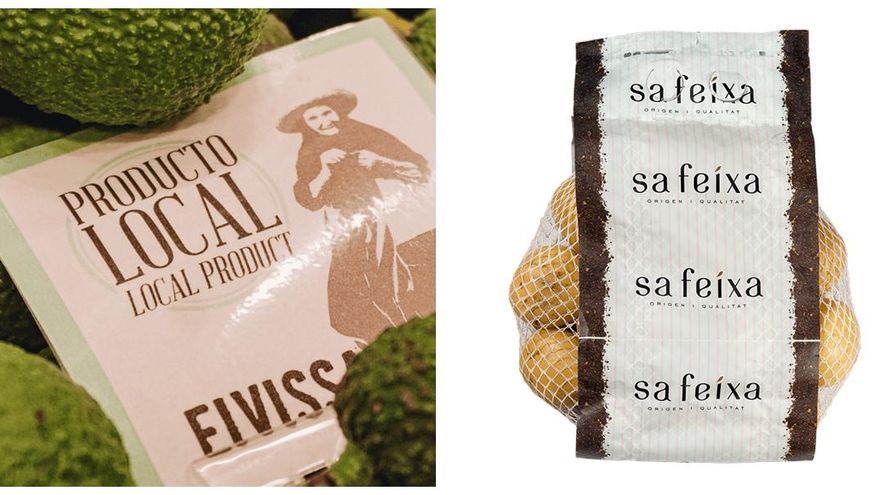 PRODUCTO
LOCAL
LOCAL PRODUCT
EIVISSA
sa feixa
ORIGEN I QUALITAT
sa feixa
ORIGEN I QUALITAT
sa feixa
ORIGEN I QUALITAT
sa feixa
ORIGEN I QUALITAT